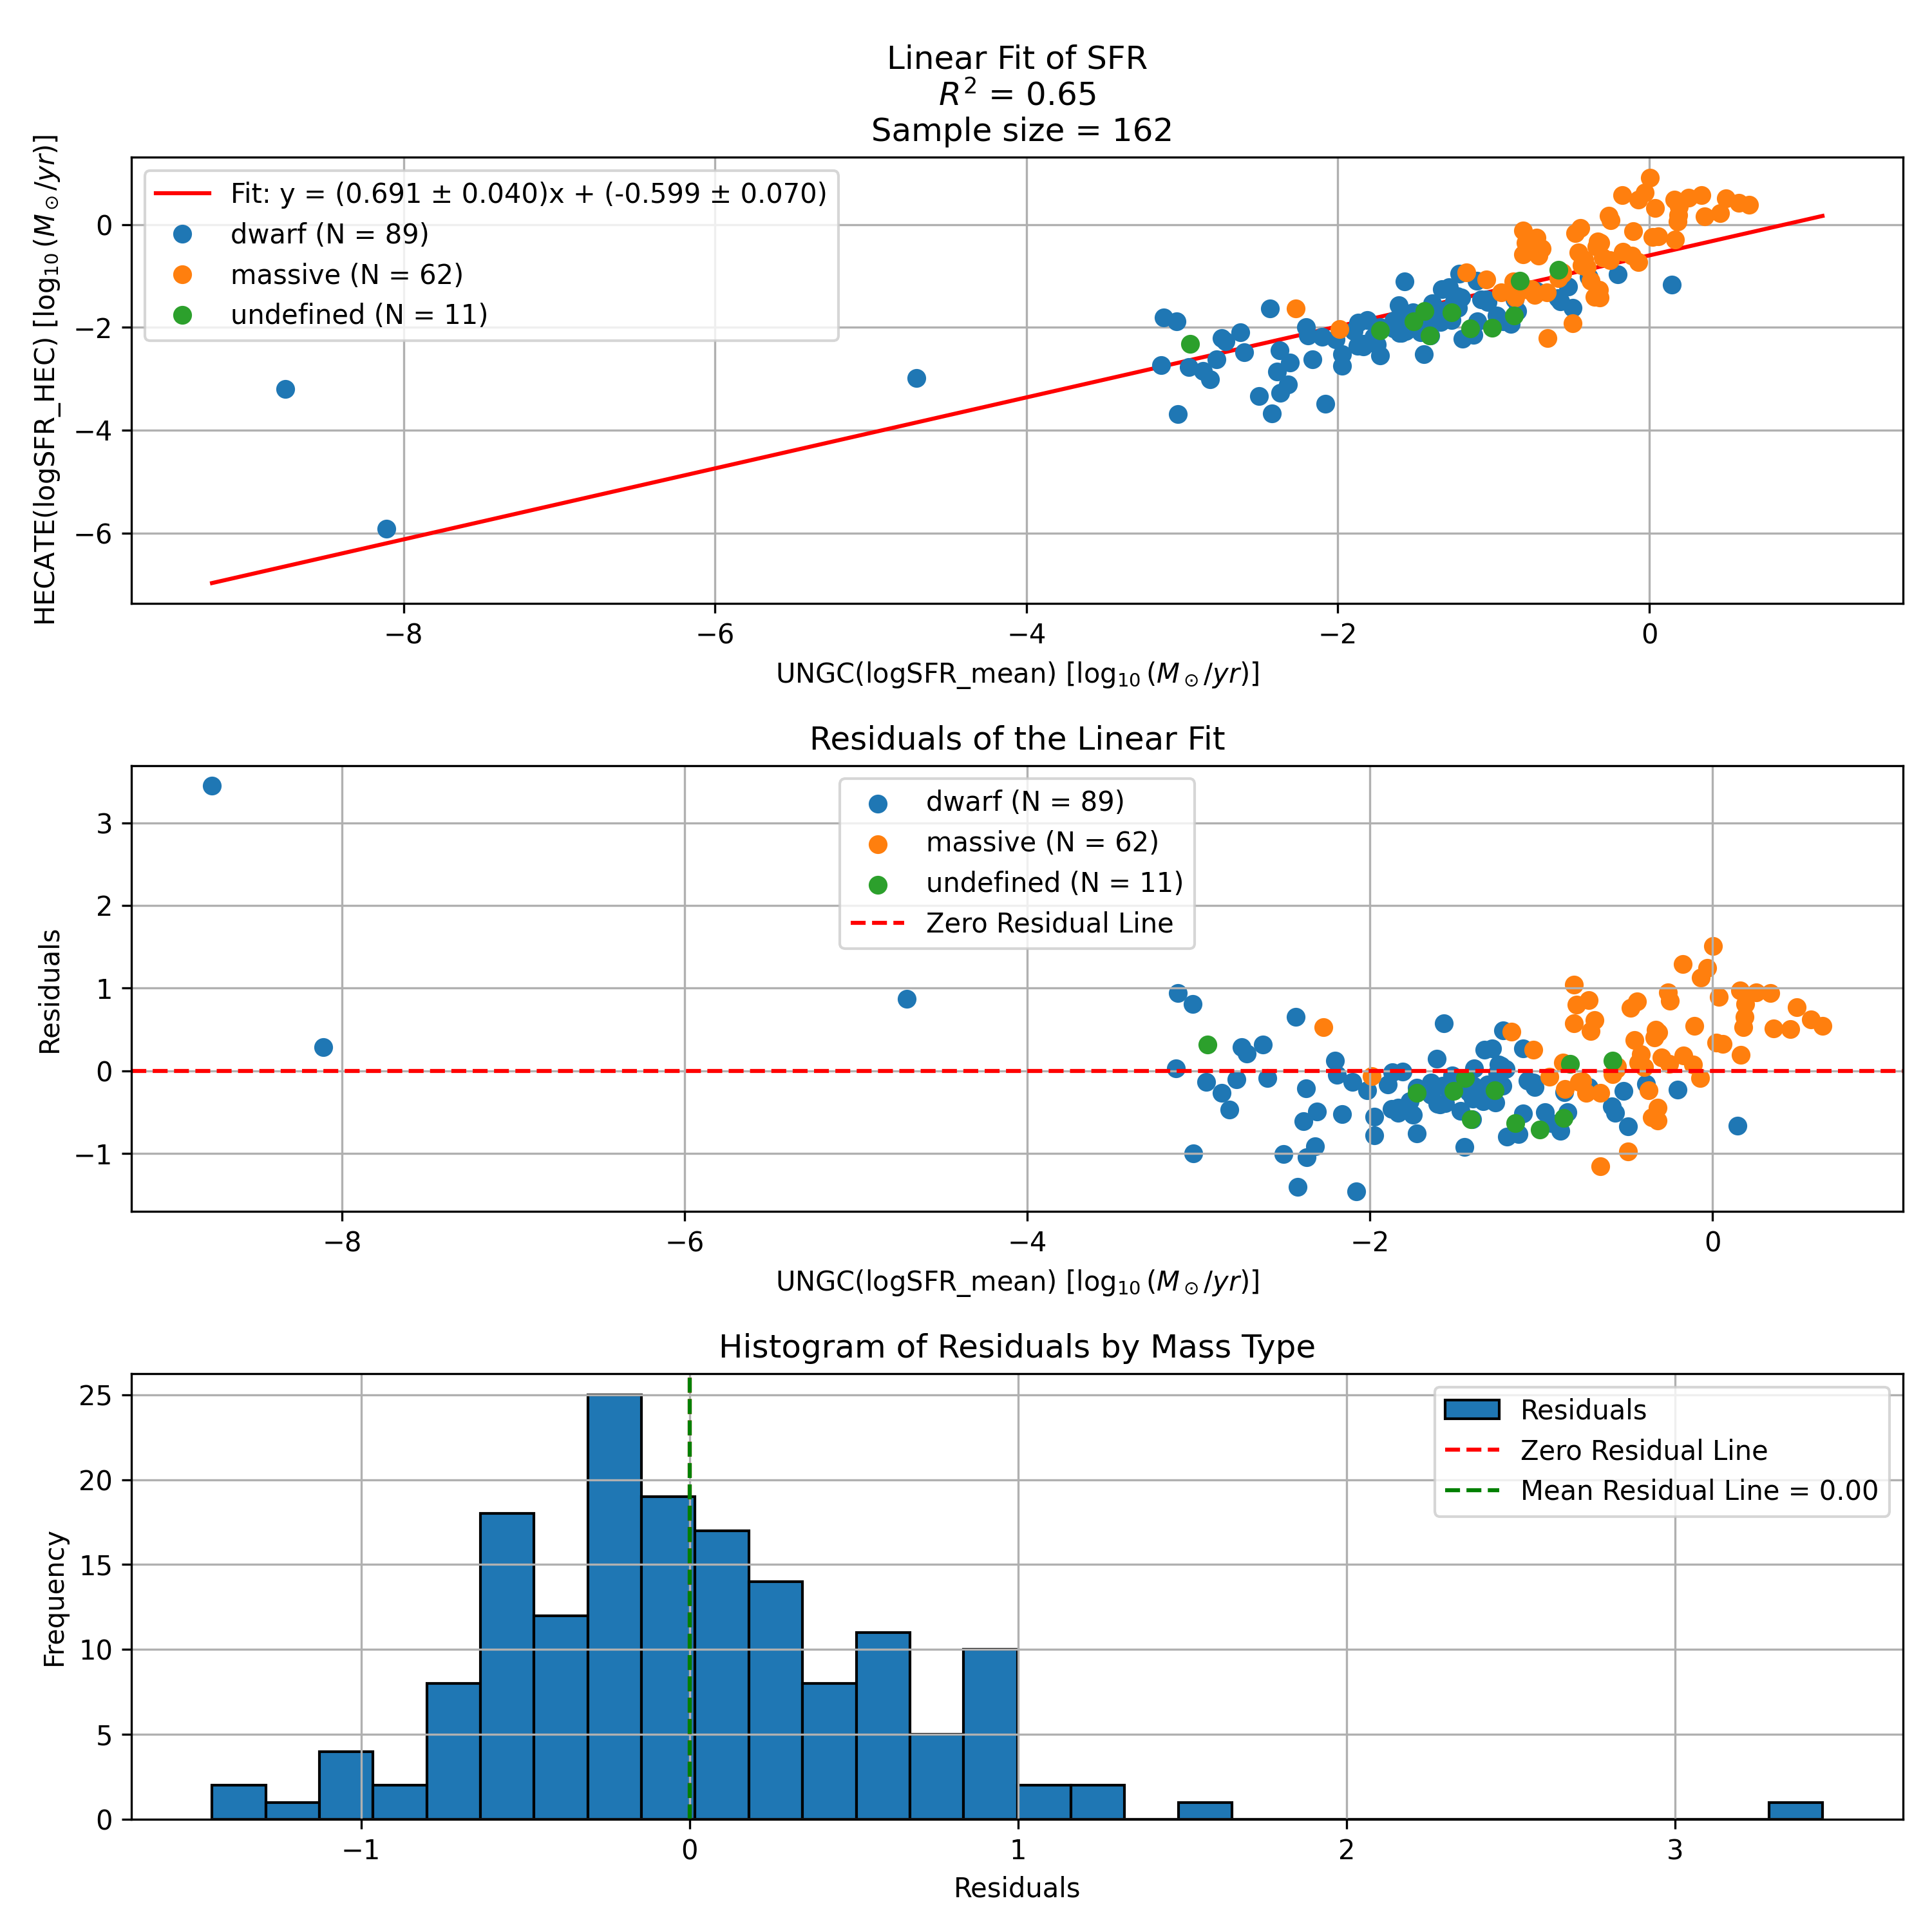 Linear Fit of SFR
R² = 0.65
Sample size = 162
HECATE(logSFR_HEC) [log₁₀(M⊙/yr)]
Fit: y = (0.691 ± 0.040)x + (-0.599 ± 0.070)
dwarf (N = 89)
massive (N = 62)
undefined (N = 11)
0
−2
−4
−6
−8
−6
−4
−2
0
UNGC(logSFR_mean) [log₁₀(M⊙/yr)]
Residuals of the Linear Fit
Residuals
dwarf (N = 89)
massive (N = 62)
undefined (N = 11)
Zero Residual Line
3
2
1
0
−1
−8
−6
−4
−2
0
UNGC(logSFR_mean) [log₁₀(M⊙/yr)]
Histogram of Residuals by Mass Type
Frequency
Residuals
Zero Residual Line
Mean Residual Line = 0.00
25
20
15
10
5
0
−1
0
1
2
3
Residuals